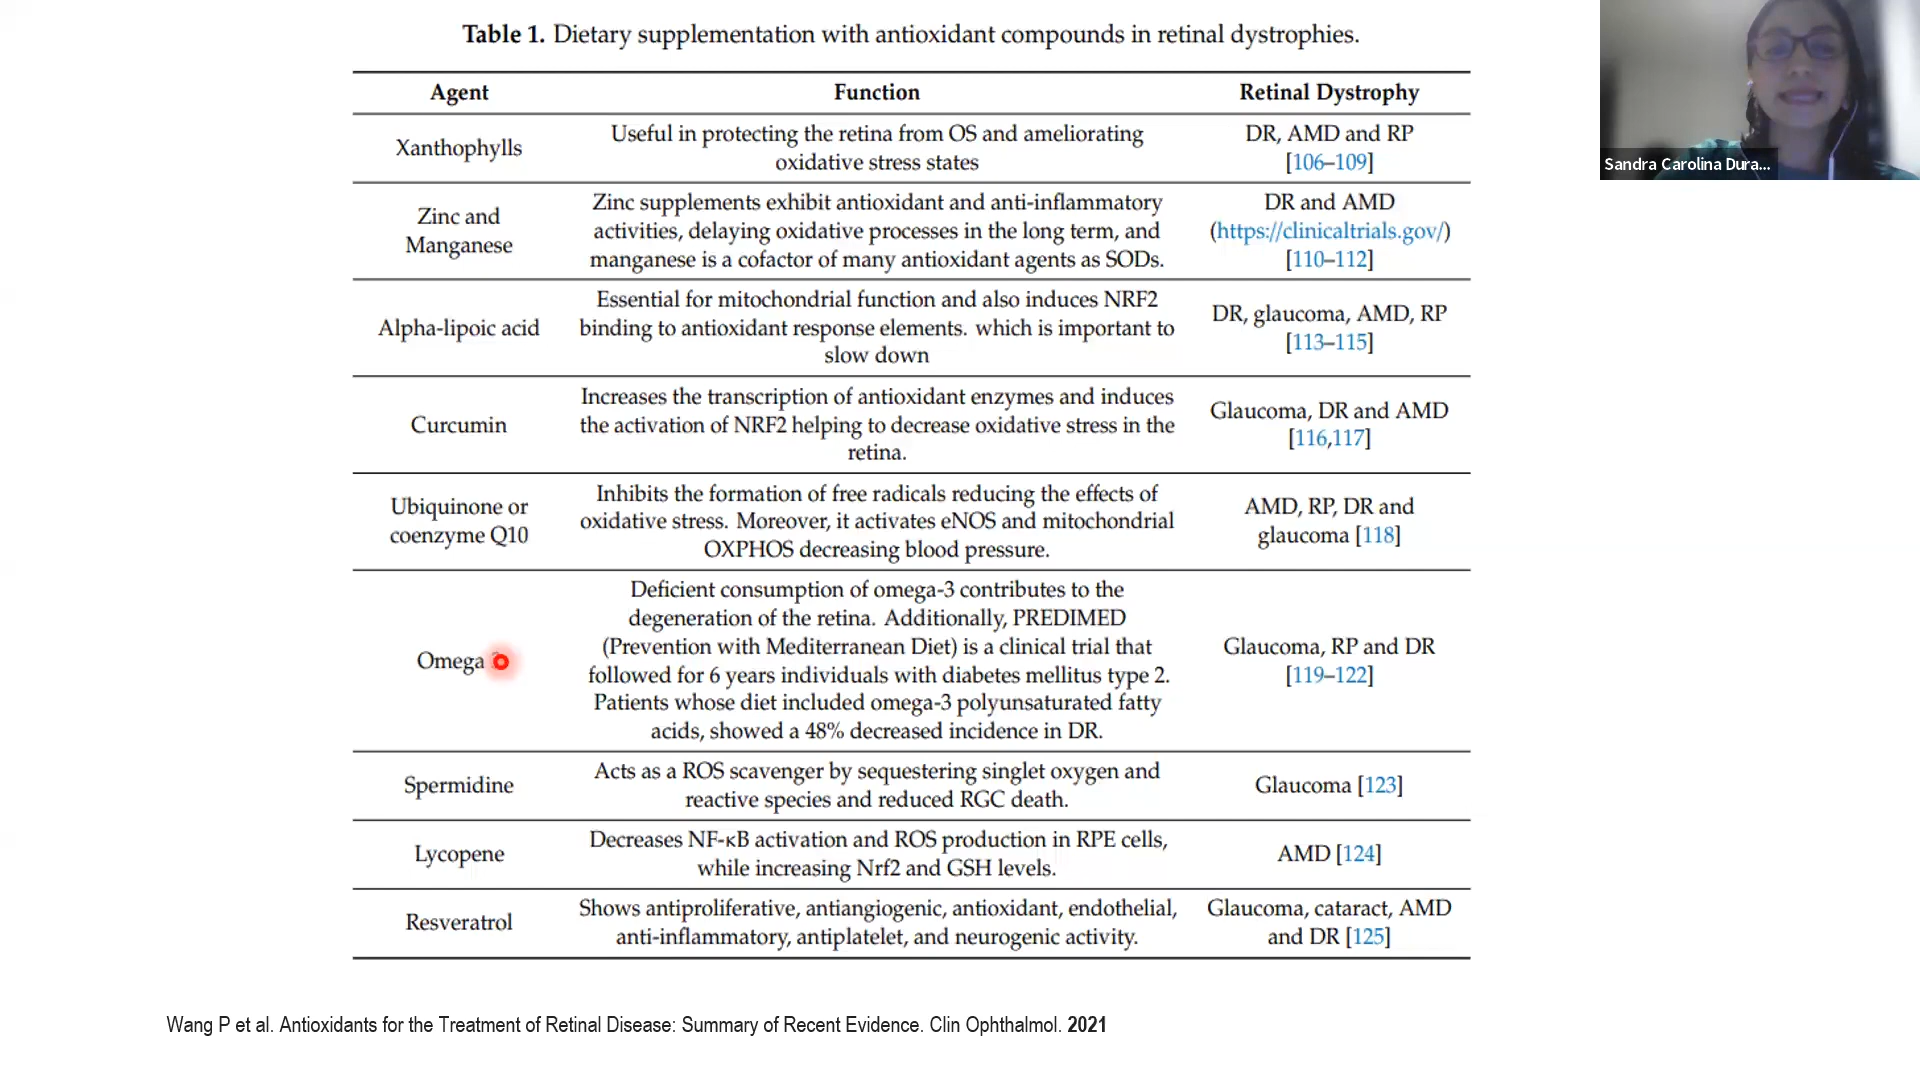 Table 1. Dietary supplementation with antioxidant compounds in retinal dystrophies.
Agent Function Retinal Dystrophy
Xanthophylls
Useful in protecting the retina from OS and ameliorating
oxidative stress states
DR, AMD and RP
[106–109]
Zinc and
Manganese
Zinc supplements exhibit antioxidant and anti-inflammatory
activities, delaying oxidative processes in the long term, and
manganese is a cofactor of many antioxidant agents as SODs.
DR and AMD
(https://clinicaltrials.gov/)
[110–112]
Alpha-lipoic acid
Essential for mitochondrial function and also induces NRF2
binding to antioxidant response elements. which is important to
slow down
DR, glaucoma, AMD, RP
[113–115]
Curcumin
Increases the transcription of antioxidant enzymes and induces
the activation of NRF2 helping to decrease oxidative stress in the
retina.
Glaucoma, DR and AMD
[116,117]
Ubiquinone or
coenzyme Q10
Inhibits the formation of free radicals reducing the effects of
oxidative stress. Moreover, it activates eNOS and mitochondrial
OXPHOS decreasing blood pressure.
AMD, RP, DR and
glaucoma [118]
Omega
Deficient consumption of omega-3 contributes to the
degeneration of the retina. Additionally, PREDIMED
(Prevention with Mediterranean Diet) is a clinical trial that
followed for 6 years individuals with diabetes mellitus type 2.
Patients whose diet included omega-3 polyunsaturated fatty
acids, showed a 48% decreased incidence in DR.
Glaucoma, RP and DR
[119–122]
Spermidine
Acts as a ROS scavenger by sequestering singlet oxygen and
reactive species and reduced RGC death.
Glaucoma [123]
Lycopene
Decreases NF-κB activation and ROS production in RPE cells,
while increasing Nrf2 and GSH levels.
AMD [124]
Resveratrol
Shows antiproliferative, antiangiogenic, antioxidant, endothelial,
anti-inflammatory, antiplatelet, and neurogenic activity.
Glaucoma, cataract, AMD
and DR [125]
Wang P et al. Antioxidants for the Treatment of Retinal Disease: Summary of Recent Evidence. Clin Ophthalmol. 2021
Sandra Carolina Dura...